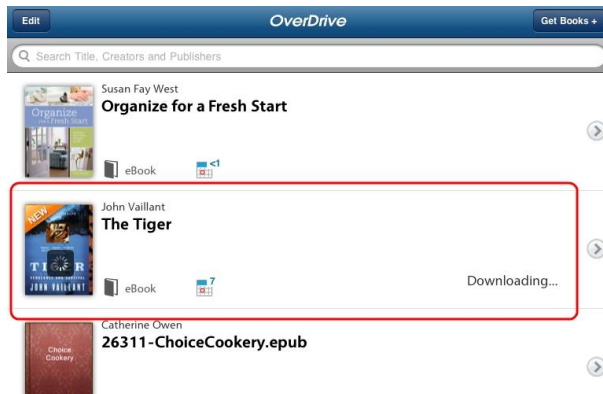 Edit
OverDrive
Get Books +
Search Title, Creators and Publishers
Susan Fay West
Organize for a Fresh Start
Organize
for a Fresh Start
eBook
<1
John Vaillant
The Tiger
NEW
JOHN VAILLANT
eBook
7
Downloading...
Catherine Owen
26311-ChoiceCookery.epub
Choice
Cookery